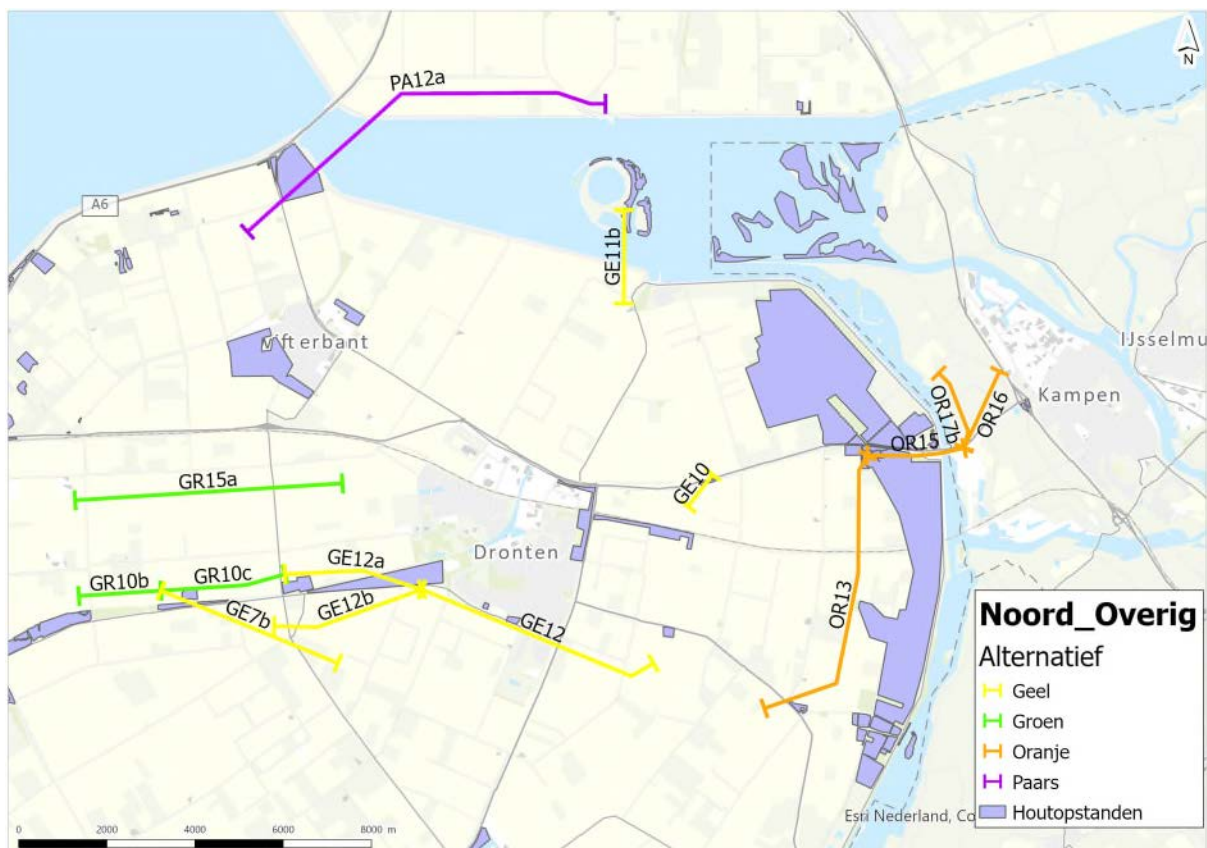 PA12a
N
A6
GE11b
Swifterbant
IJsselmu
Kampen
OR17b
OR16
OR15
GE10
GR15a
Dronten
GE12a
GR10b
GR10c
GE12b
GE7b
GE12
OR13
Noord_Overig
Alternatief
Geel
Groen
Oranje
Paars
Houtopstanden
Esri Nederland, Co
0 2000 4000 6000 8000 m